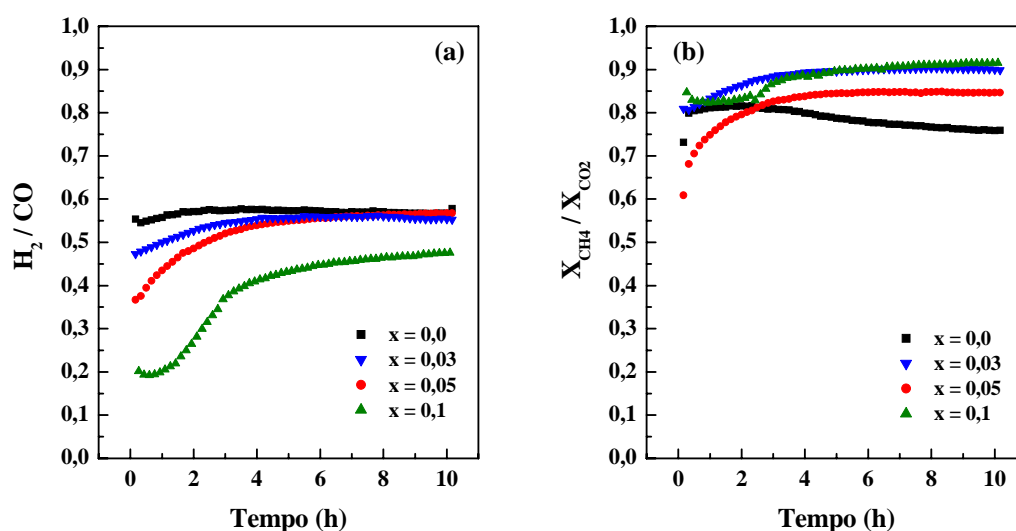 (a)
H2 / CO
1,0
0,9
0,8
0,7
0,6
0,5
0,4
0,3
0,2
0,1
0,0
x = 0,0
x = 0,03
x = 0,05
x = 0,1
0 2 4 6 8 10
Tempo (h)
(b)
XCH4 / XCO2
1,0
0,9
0,8
0,7
0,6
0,5
0,4
0,3
0,2
0,1
0,0
x = 0,0
x = 0,03
x = 0,05
x = 0,1
0 2 4 6 8 10
Tempo (h)